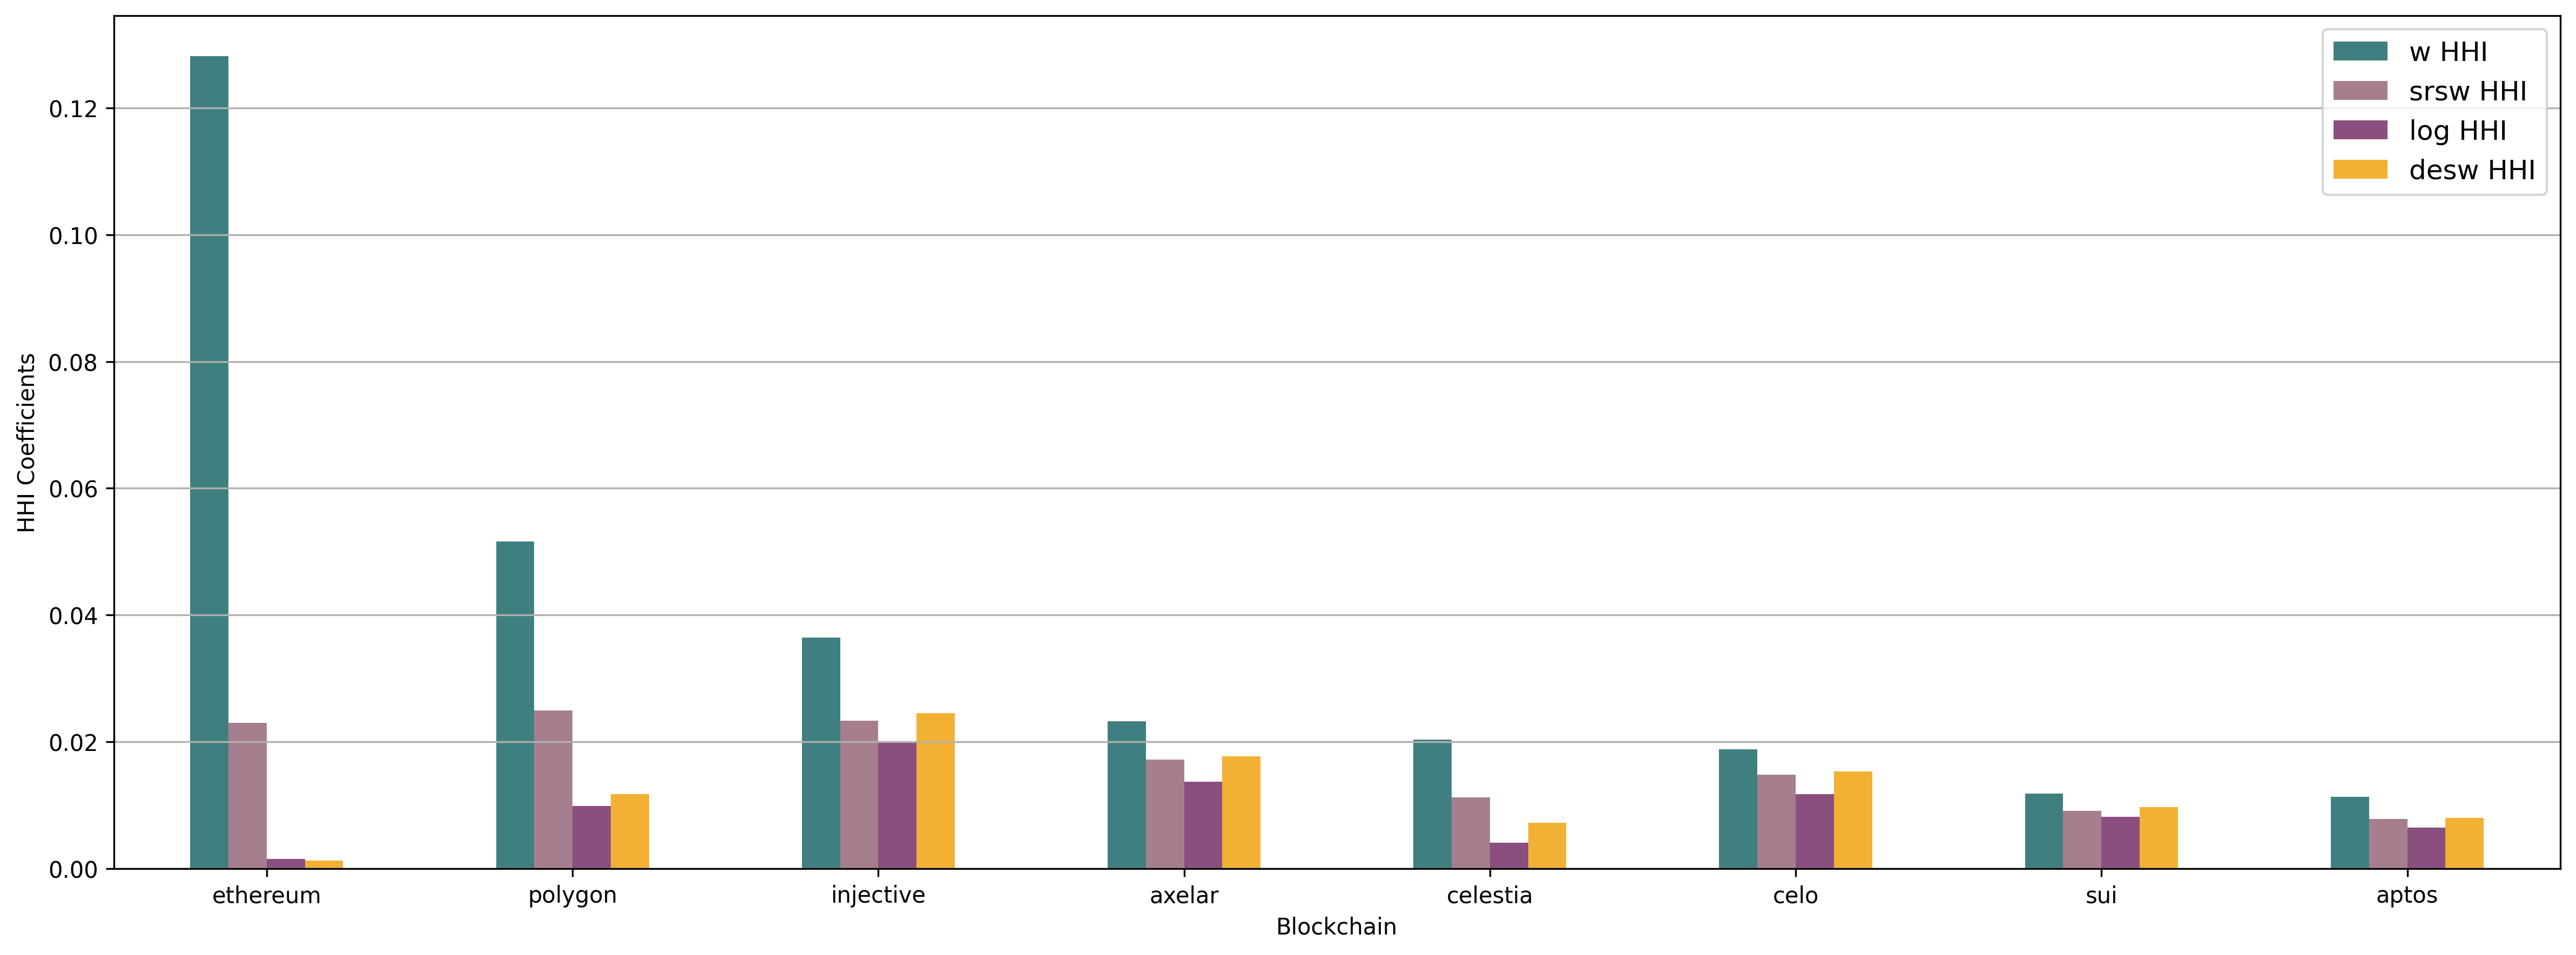 w HHI
srsw HHI
log HHI
desw HHI
HHI Coefficients
0.12
0.10
0.08
0.06
0.04
0.02
0.00
ethereum polygon injective axelar celestia celo sui aptos
Blockchain